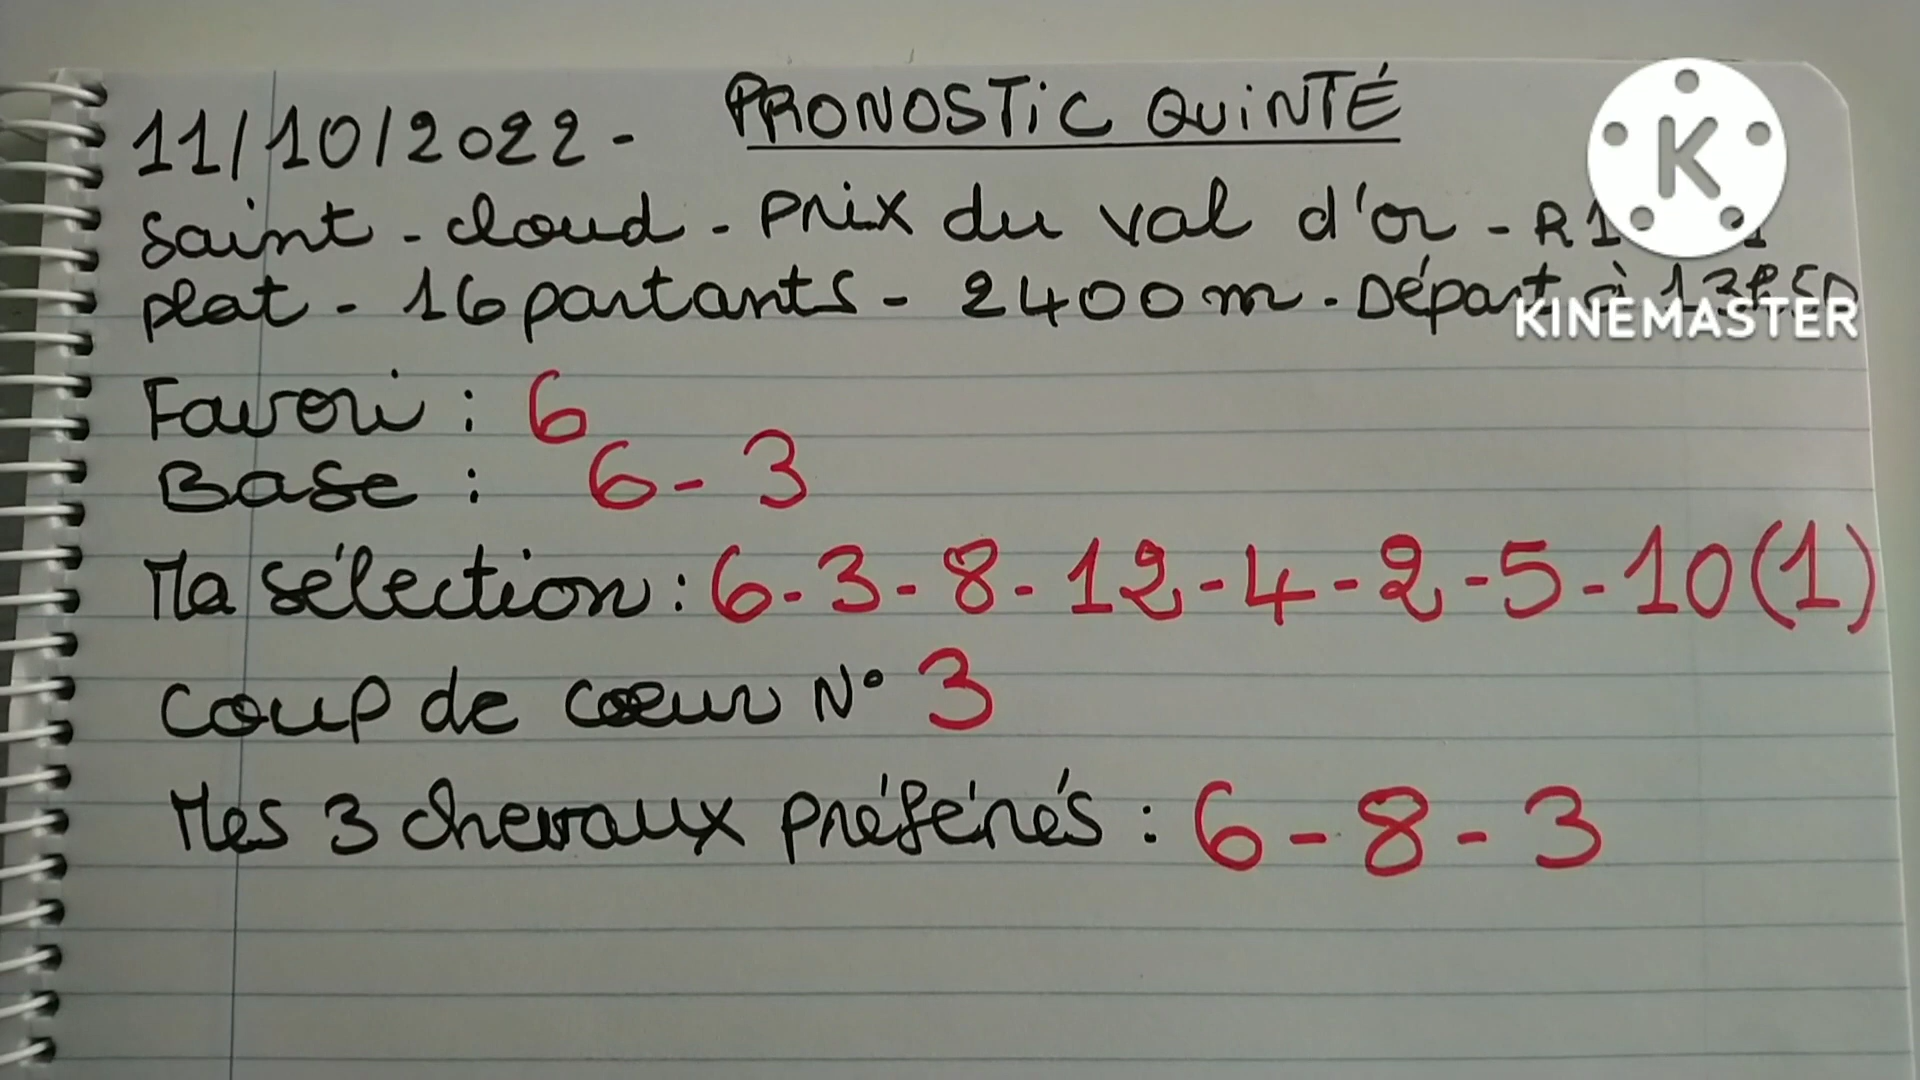 11/10/2022 - PRONOSTIC QUINTÉ
Saint-cloud - Prix du val d'or - R1
plat - 16 partants - 2400m - Départ à 13h50
Favori : 6
Base : 6 - 3
Ma sélection : 6 - 3 - 8 - 12 - 4 - 2 - 5 - 10 (1)
coup de cœur N° 3
Mes 3 chevaux préférés : 6 - 8 - 3
K
KINEMASTER